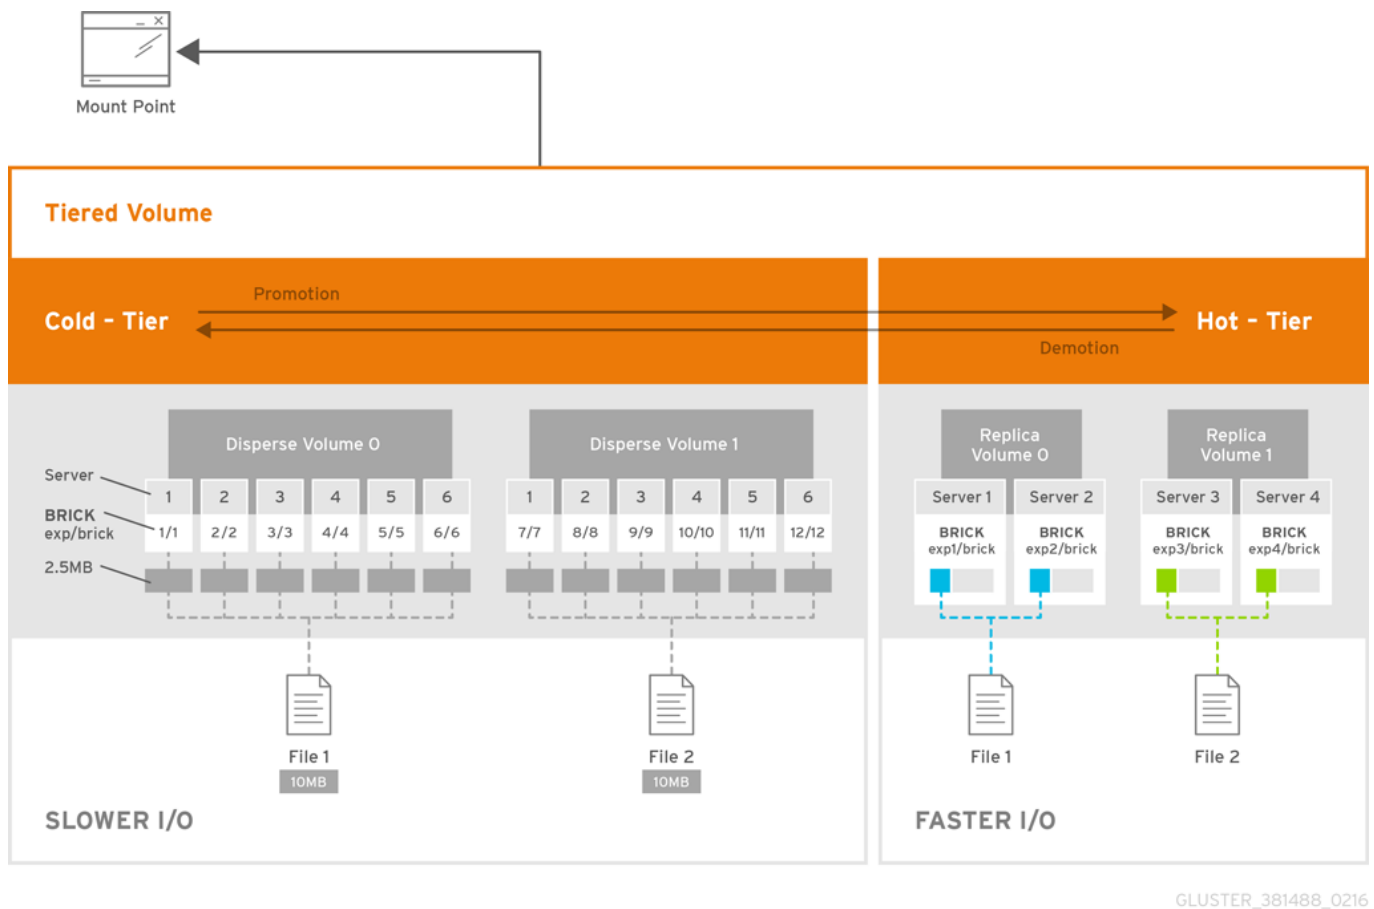 Mount Point
Tiered Volume
Promotion
Cold - Tier
Hot - Tier
Demotion
Disperse Volume 0
Disperse Volume 1
Replica
Volume 0
Replica
Volume 1
Server
1 2 3 4 5 6
1 2 3 4 5 6
Server 1 Server 2
Server 3 Server 4
BRICK
exp/brick
1/1 2/2 3/3 4/4 5/5 6/6
7/7 8/8 9/9 10/10 11/11 12/12
BRICK
exp1/brick
BRICK
exp2/brick
BRICK
exp3/brick
BRICK
exp4/brick
2.5MB
File 1
10MB
File 2
10MB
File 1
File 2
SLOWER I/O
FASTER I/O
GLUSTER_381488_0216